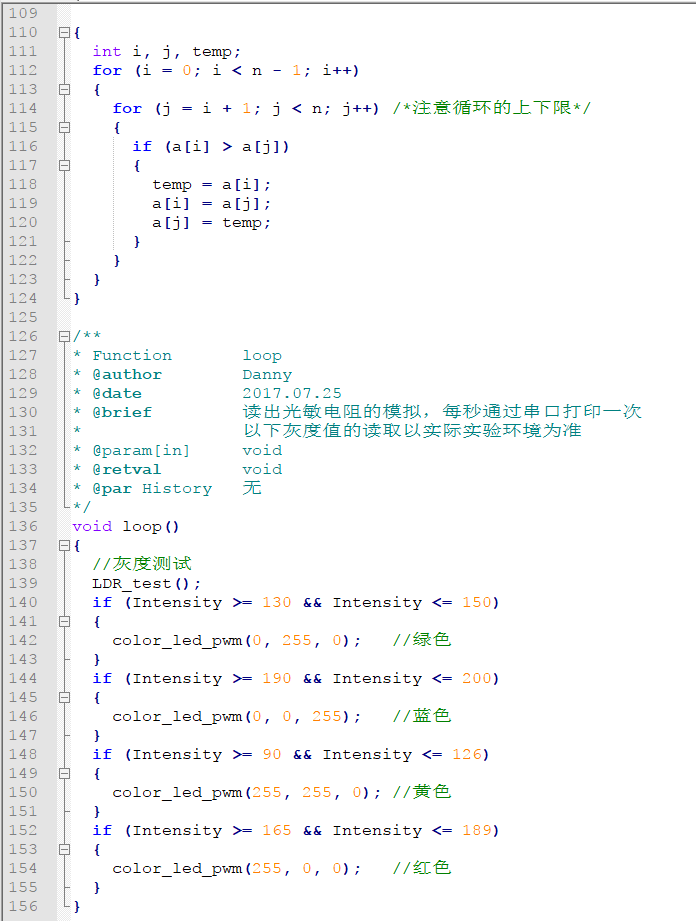 109
110 {
111 int i, j, temp;
112 for (i = 0; i < n - 1; i++)
113 {
114 for (j = i + 1; j < n; j++) /*注意循环的上下限*/
115 {
116 if (a[i] > a[j])
117 {
118 temp = a[i];
119 a[i] = a[j];
120 a[j] = temp;
121 }
122 }
123 }
124 }
125
126 /**
127 * Function loop
128 * @author Danny
129 * @date 2017.07.25
130 * @brief 读出光敏电阻的模拟，每秒通过串口打印一次
131 * 以下灰度值的读取以实际实验环境为准
132 * @param[in] void
133 * @retval void
134 * @par History 无
135 */
136 void loop()
137 {
138 //灰度测试
139 LDR_test();
140 if (Intensity >= 130 && Intensity <= 150)
141 {
142 color_led_pwm(0, 255, 0); //绿色
143 }
144 if (Intensity >= 190 && Intensity <= 200)
145 {
146 color_led_pwm(0, 0, 255); //蓝色
147 }
148 if (Intensity >= 90 && Intensity <= 126)
149 {
150 color_led_pwm(255, 255, 0); //黄色
151 }
152 if (Intensity >= 165 && Intensity <= 189)
153 {
154 color_led_pwm(255, 0, 0); //红色
155 }
156 }